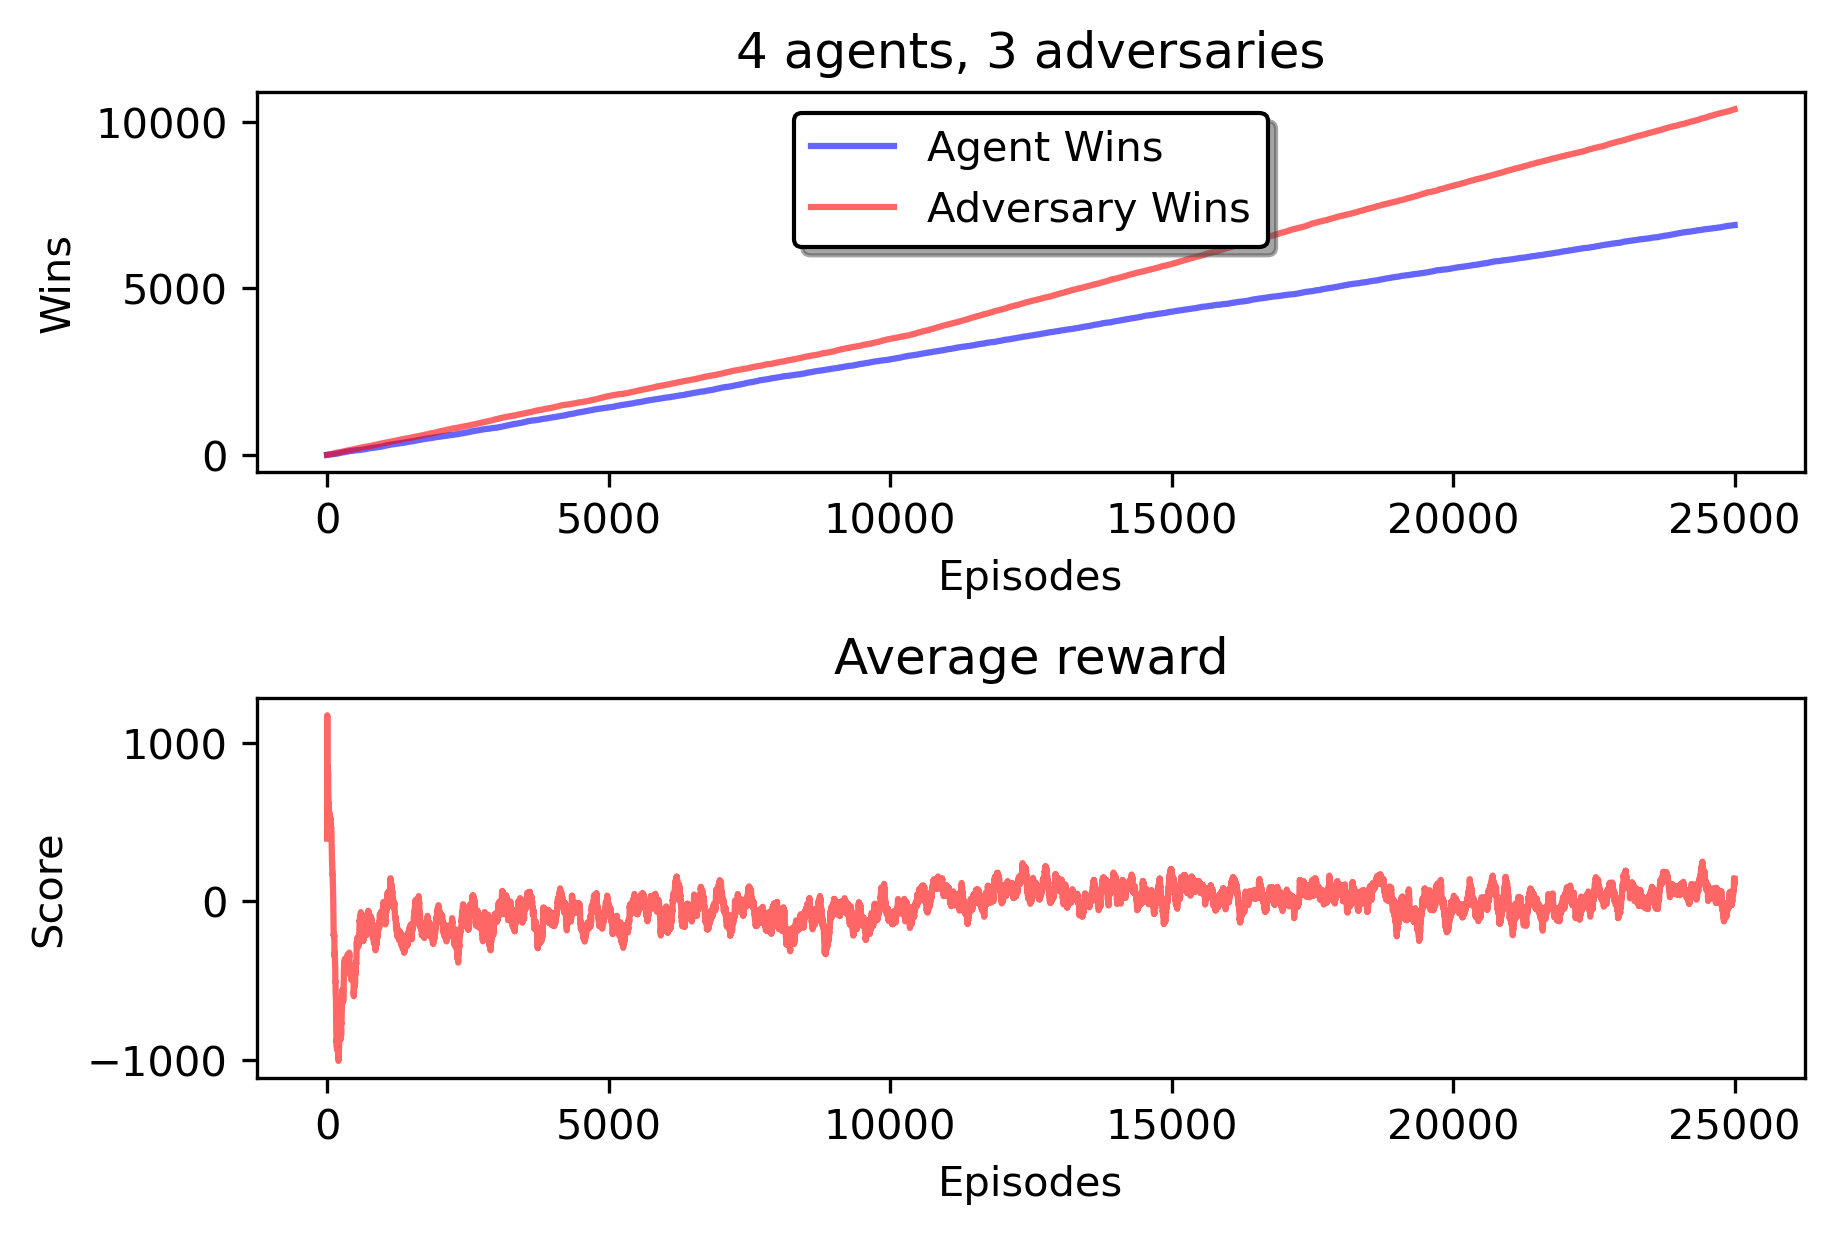 4 agents, 3 adversaries
Agent Wins
Adversary Wins
Wins
10000
5000
0
0 5000 10000 15000 20000 25000
Episodes
Average reward
Score
1000
0
−1000
0 5000 10000 15000 20000 25000
Episodes